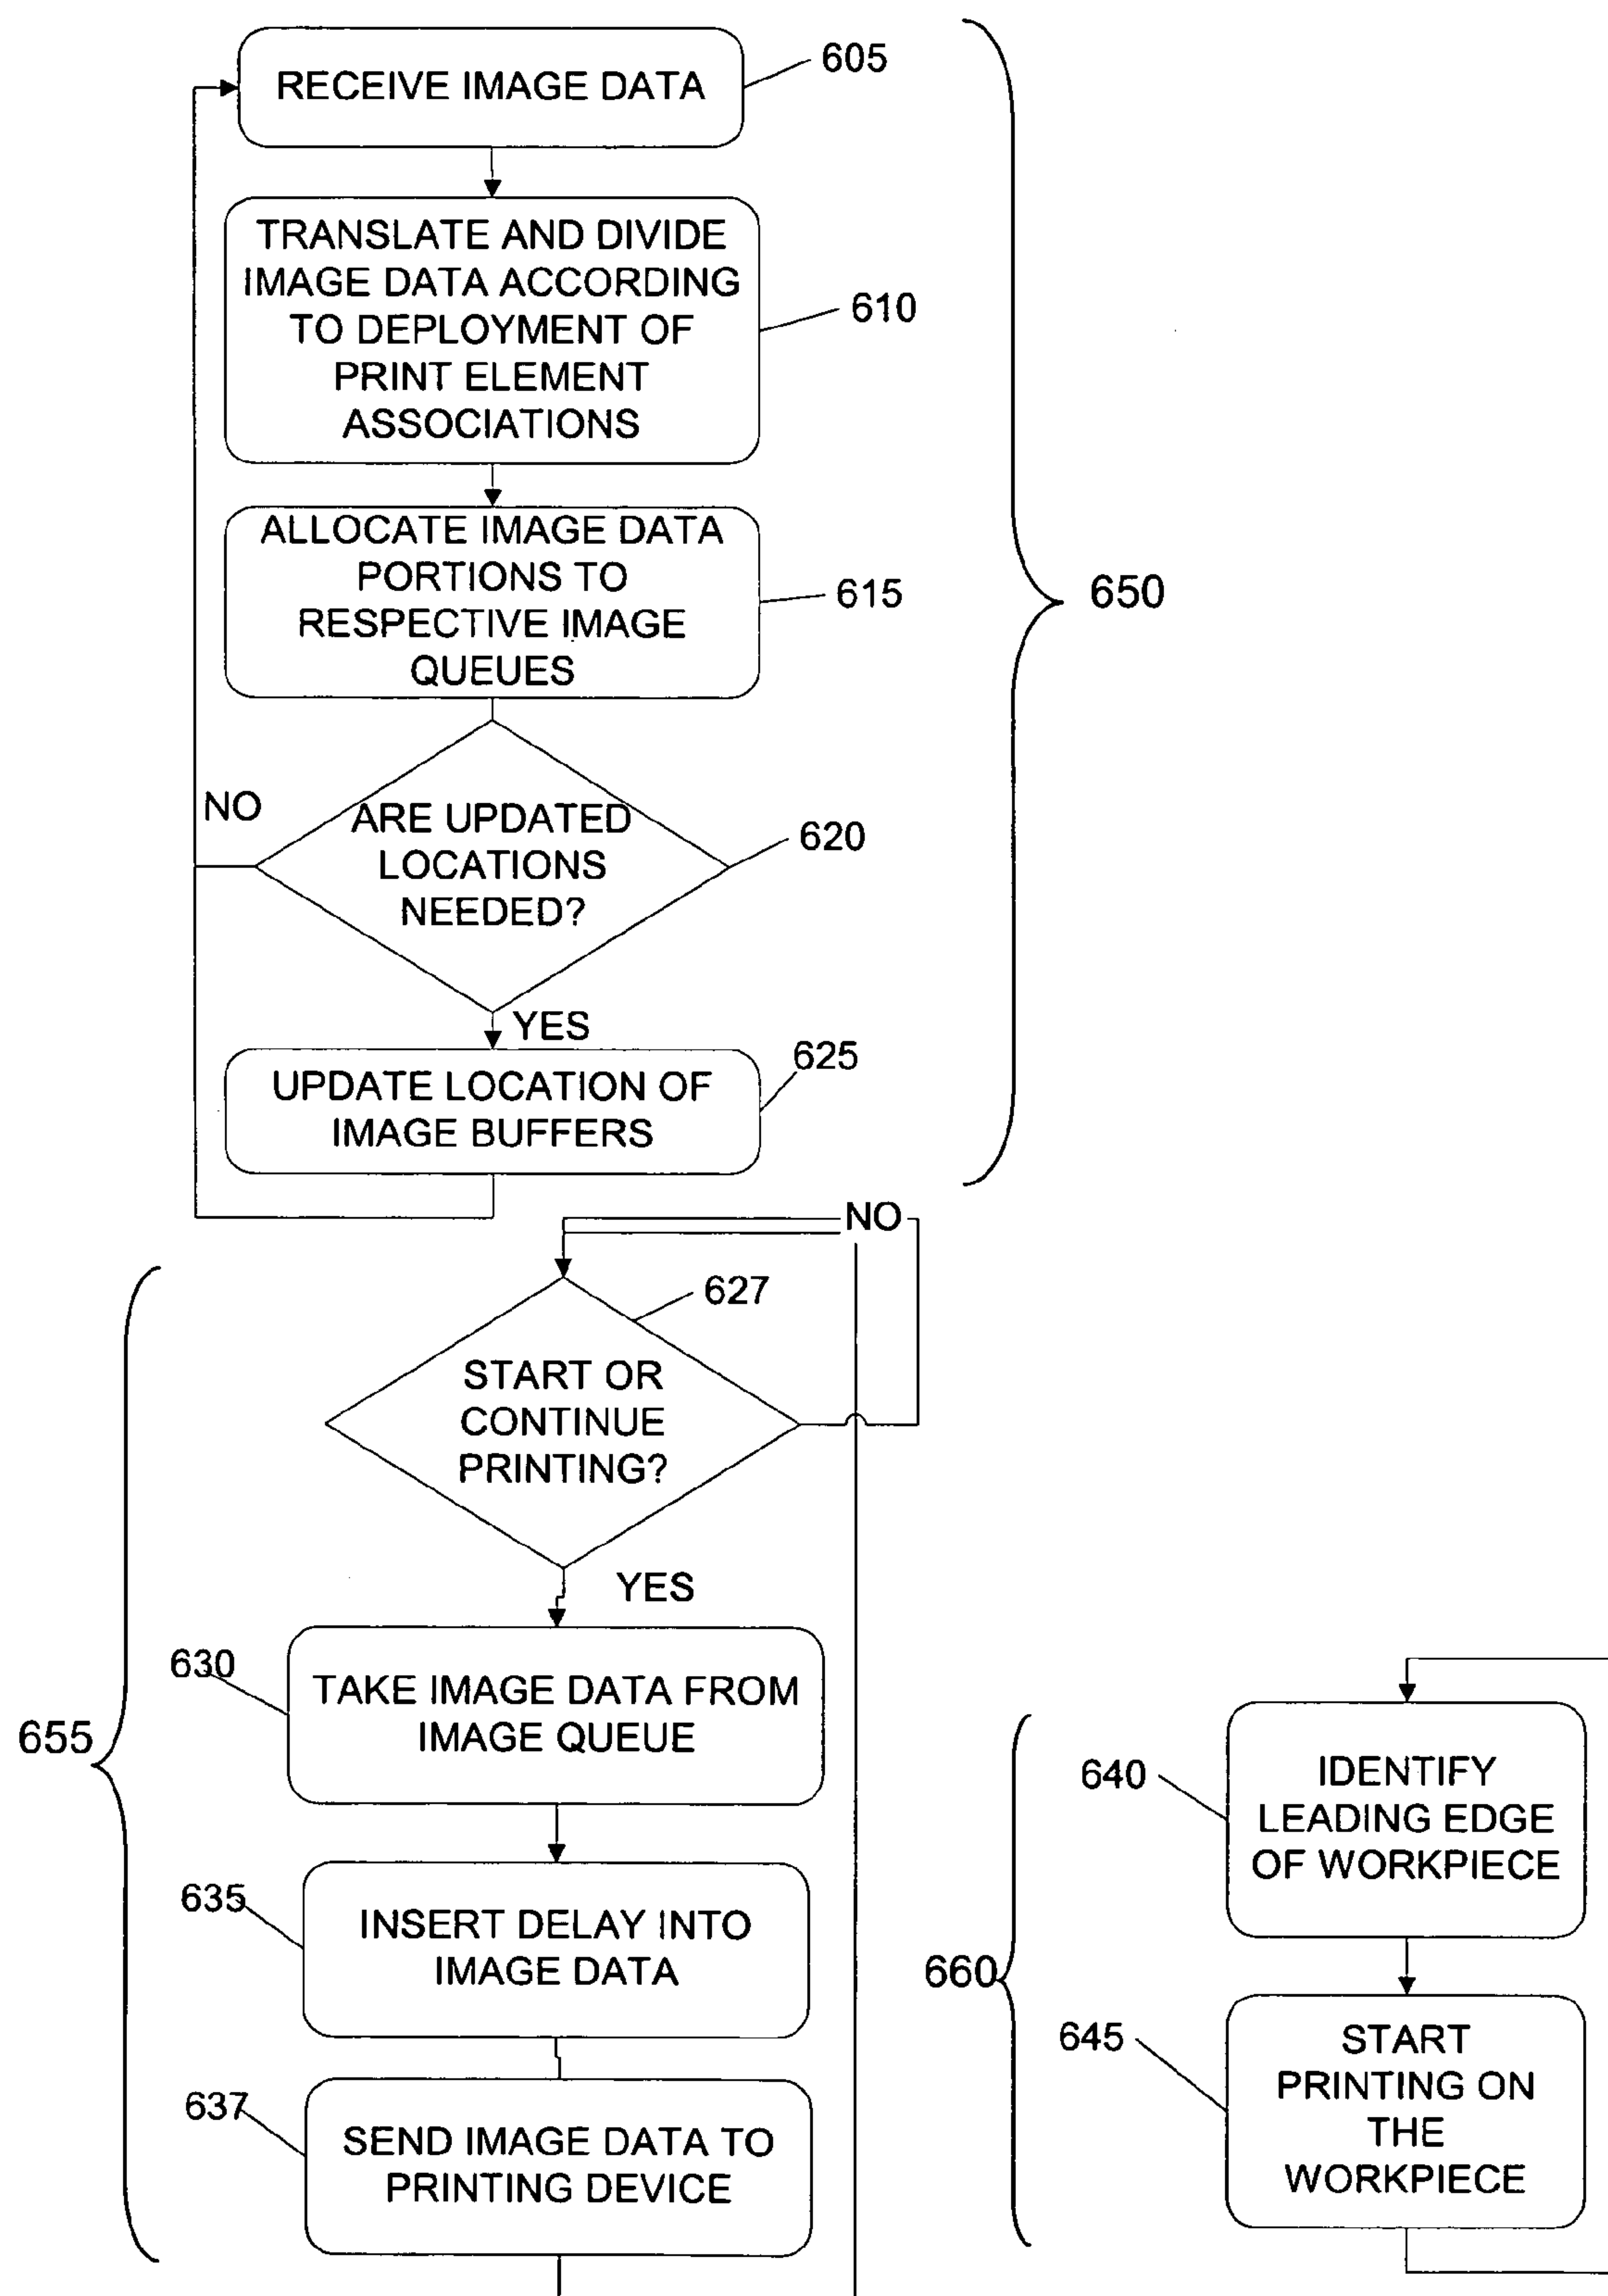 RECEIVE IMAGE DATA
605
TRANSLATE AND DIVIDE
IMAGE DATA ACCORDING
TO DEPLOYMENT OF
PRINT ELEMENT
ASSOCIATIONS
610
ALLOCATE IMAGE DATA
PORTIONS TO
RESPECTIVE IMAGE
QUEUES
615
650
NO
ARE UPDATED
LOCATIONS
NEEDED?
620
YES
UPDATE LOCATION OF
IMAGE BUFFERS
625
NO
627
START OR
CONTINUE
PRINTING?
YES
630
TAKE IMAGE DATA FROM
IMAGE QUEUE
655
635
INSERT DELAY INTO
IMAGE DATA
637
SEND IMAGE DATA TO
PRINTING DEVICE
640
IDENTIFY
LEADING EDGE
OF WORKPIECE
660
645
START
PRINTING ON
THE
WORKPIECE